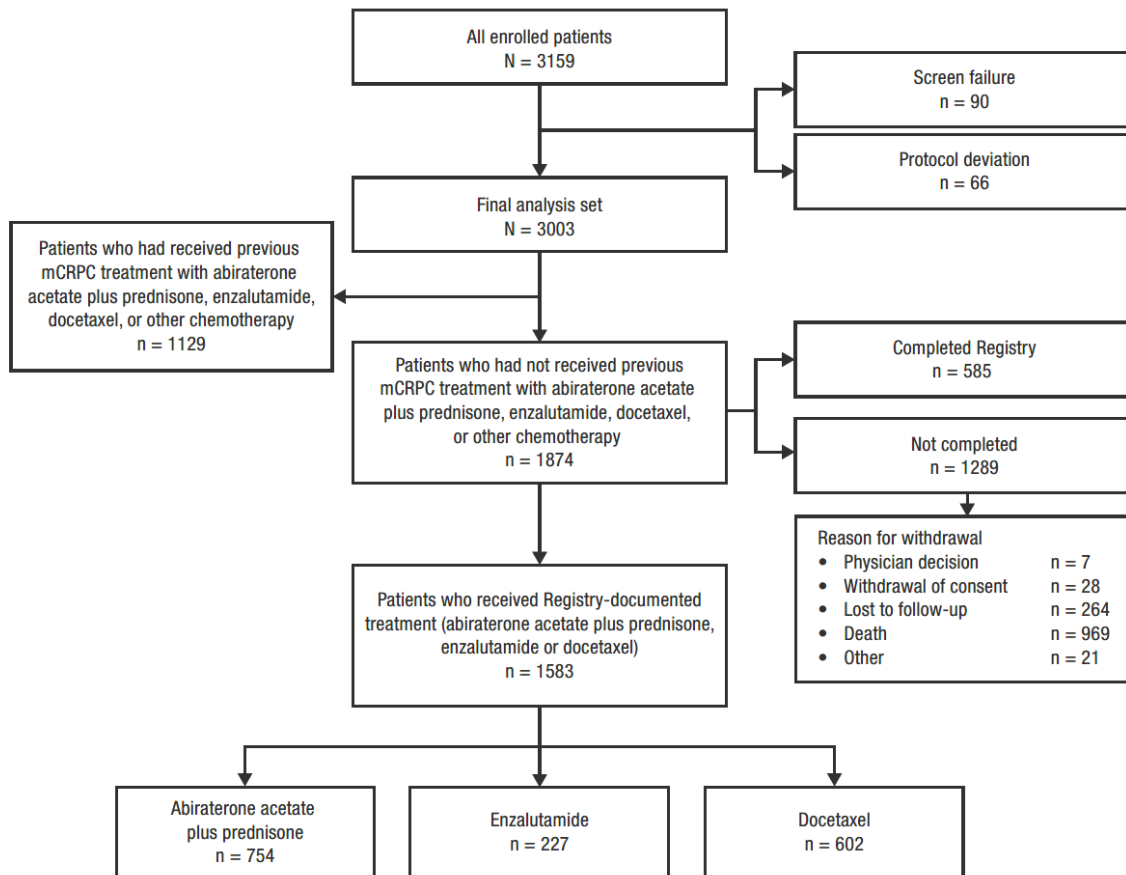 All enrolled patients
N = 3159
Screen failure
n = 90
Protocol deviation
n = 66
Final analysis set
N = 3003
Patients who had received previous
mCRPC treatment with abiraterone
acetate plus prednisone, enzalutamide,
docetaxel, or other chemotherapy
n = 1129
Patients who had not received previous
mCRPC treatment with abiraterone acetate
plus prednisone, enzalutamide, docetaxel,
or other chemotherapy
n = 1874
Completed Registry
n = 585
Not completed
n = 1289
Reason for withdrawal
• Physician decision n = 7
• Withdrawal of consent n = 28
• Lost to follow-up n = 264
• Death n = 969
• Other n = 21
Patients who received Registry-documented
treatment (abiraterone acetate plus prednisone,
enzalutamide or docetaxel)
n = 1583
Abiraterone acetate
plus prednisone
n = 754
Enzalutamide
n = 227
Docetaxel
n = 602